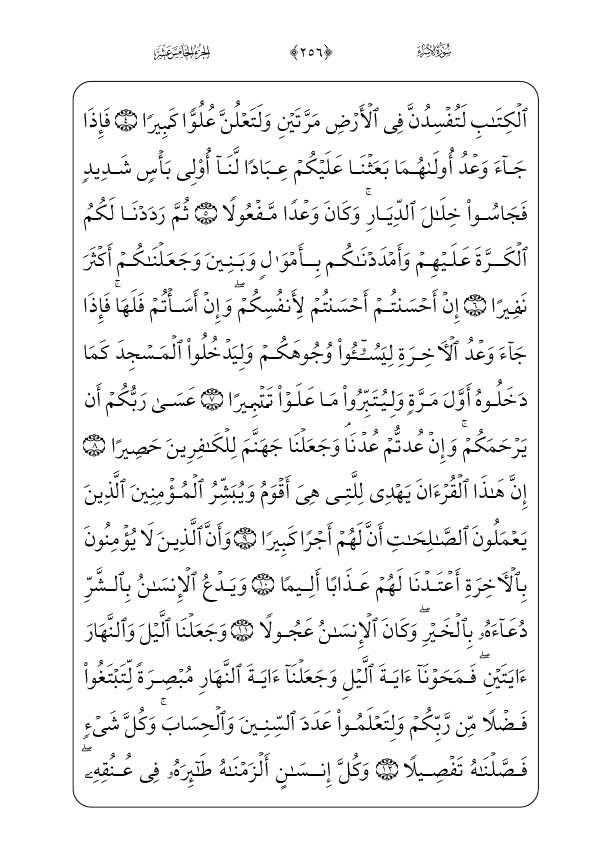 سُورَةُ الإِسْرَاءِ ﴿٢٥٦﴾ الجُزْءُ الخَامِسَ عَشَرَ
ٱلْكِتَٰبِ لَتُفْسِدُنَّ فِى ٱلْأَرْضِ مَرَّتَيْنِ وَلَتَعْلُنَّ عُلُوًّا كَبِيرًا ٤ فَإِذَا
جَآءَ وَعْدُ أُولَىٰهُمَا بَعَثْنَا عَلَيْكُمْ عِبَادًا لَّنَآ أُوْلِى بَأْسٍ شَدِيدٍ
فَجَاسُوا۟ خِلَٰلَ ٱلدِّيَارِ ۚ وَكَانَ وَعْدًا مَّفْعُولًا ٥ ثُمَّ رَدَدْنَا لَكُمُ
ٱلْكَرَّةَ عَلَيْهِمْ وَأَمْدَدْنَٰكُم بِأَمْوَٰلٍ وَبَنِينَ وَجَعَلْنَٰكُمْ أَكْثَرَ
نَفِيرًا ٦ إِنْ أَحْسَنتُمْ أَحْسَنتُمْ لِأَنفُسِكُمْ ۖ وَإِنْ أَسَأْتُمْ فَلَهَا ۚ فَإِذَا
جَآءَ وَعْدُ ٱلْـَٔاخِرَةِ لِيَسُـٓـُٔوا۟ وُجُوهَكُمْ وَلِيَدْخُلُوا۟ ٱلْمَسْجِدَ كَمَا
دَخَلُوهُ أَوَّلَ مَرَّةٍ وَلِيُتَبِّرُوا۟ مَا عَلَوْا۟ تَتْبِيرًا ٧ عَسَىٰ رَبُّكُمْ أَن
يَرْحَمَكُمْ ۚ وَإِنْ عُدتُّمْ عُدْنَا ۘ وَجَعَلْنَا جَهَنَّمَ لِلْكَٰفِرِينَ حَصِيرًا ٨
إِنَّ هَٰذَا ٱلْقُرْءَانَ يَهْدِى لِلَّتِى هِىَ أَقْوَمُ وَيُبَشِّرُ ٱلْمُؤْمِنِينَ ٱلَّذِينَ
يَعْمَلُونَ ٱلصَّٰلِحَٰتِ أَنَّ لَهُمْ أَجْرًا كَبِيرًا ٩ وَأَنَّ ٱلَّذِينَ لَا يُؤْمِنُونَ
بِٱلْـَٔاخِرَةِ أَعْتَدْنَا لَهُمْ عَذَابًا أَلِيمًا ١٠ وَيَدْعُ ٱلْإِنسَٰنُ بِٱلشَّرِّ
دُعَآءَهُۥ بِٱلْخَيْرِ ۖ وَكَانَ ٱلْإِنسَٰنُ عَجُولًا ١١ وَجَعَلْنَا ٱلَّيْلَ وَٱلنَّهَارَ
ءَايَتَيْنِ ۖ فَمَحَوْنَآ ءَايَةَ ٱلَّيْلِ وَجَعَلْنَآ ءَايَةَ ٱلنَّهَارِ مُبْصِرَةً لِّتَبْتَغُوا۟
فَضْلًا مِّن رَّبِّكُمْ وَلِتَعْلَمُوا۟ عَدَدَ ٱلسِّنِينَ وَٱلْحِسَابَ ۚ وَكُلَّ شَىْءٍ
فَصَّلْنَٰهُ تَفْصِيلًا ١٢ وَكُلَّ إِنسَٰنٍ أَلْزَمْنَٰهُ طَٰٓئِرَهُۥ فِى عُنُقِهِۦ ۖ